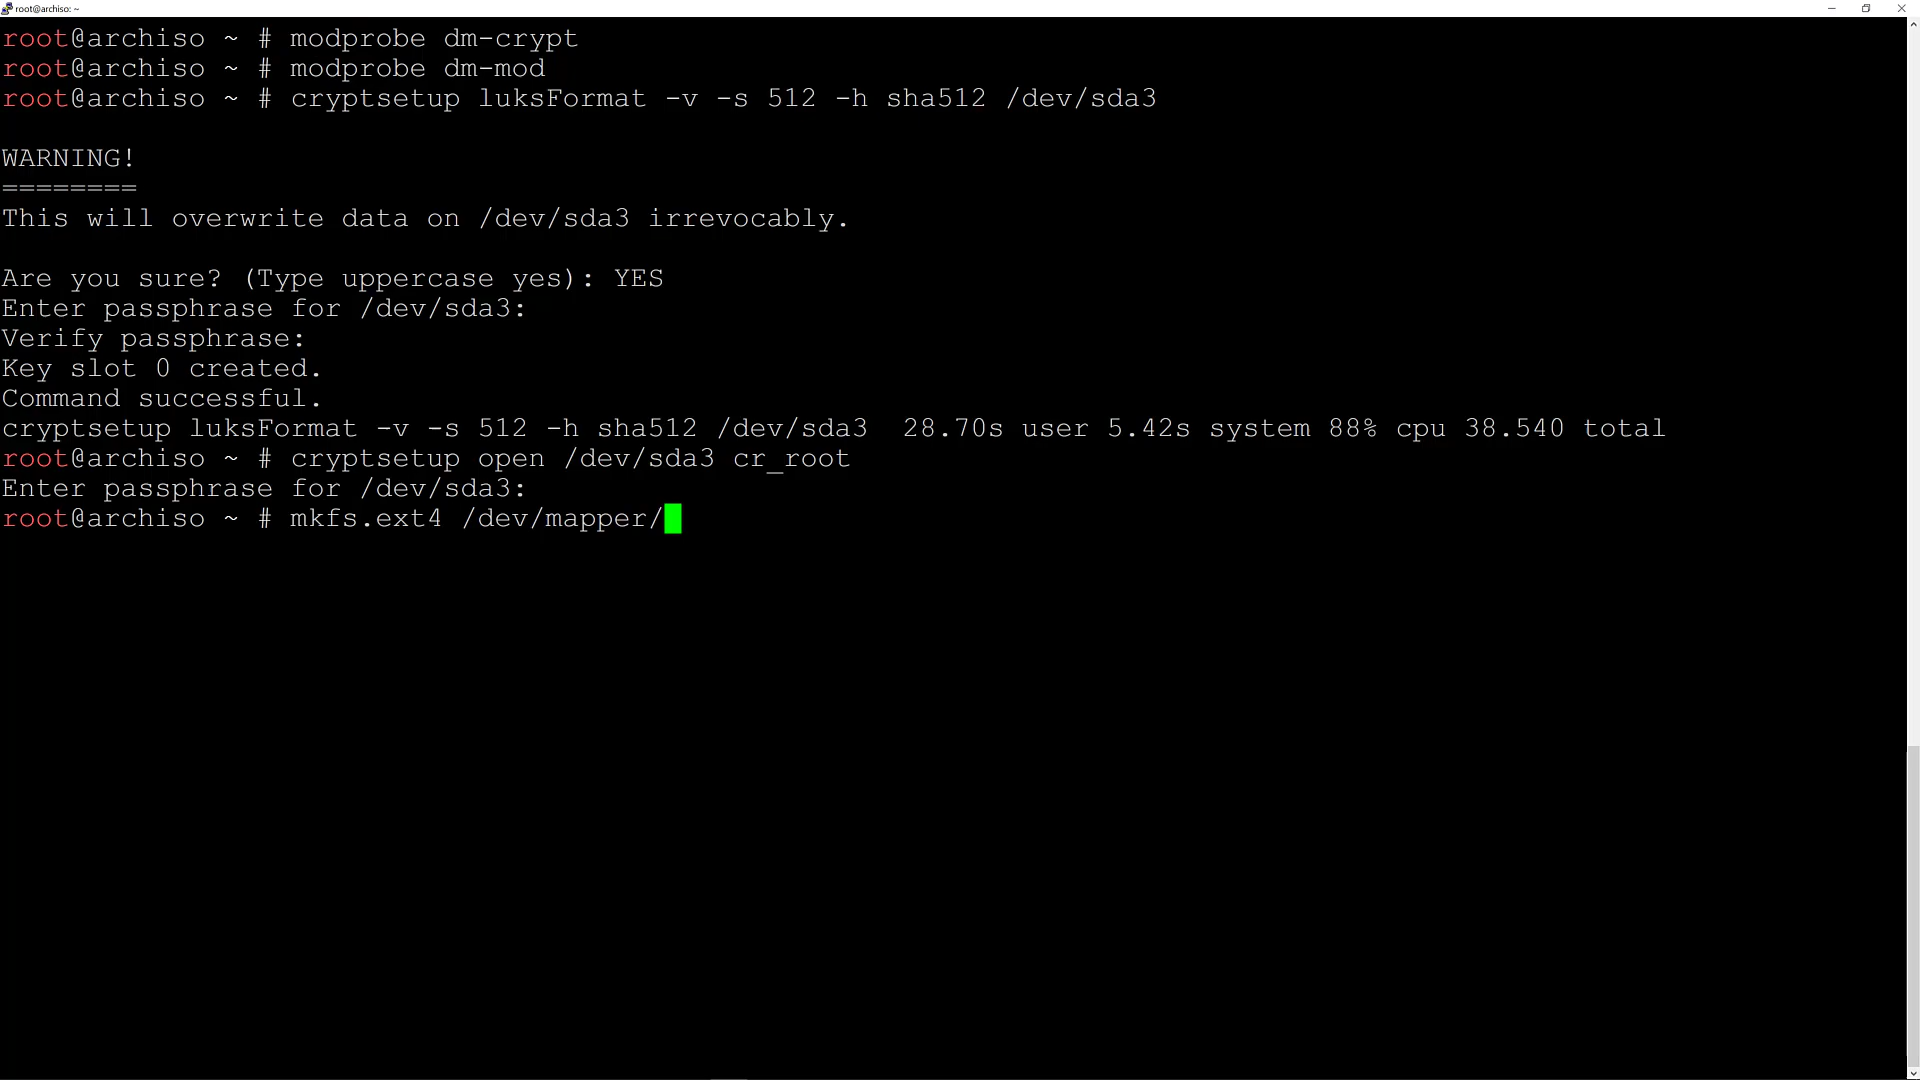 root@archiso: ~
root@archiso ~ # modprobe dm-crypt
root@archiso ~ # modprobe dm-mod
root@archiso ~ # cryptsetup luksFormat -v -s 512 -h sha512 /dev/sda3
WARNING!
========
This will overwrite data on /dev/sda3 irrevocably.
Are you sure? (Type uppercase yes): YES
Enter passphrase for /dev/sda3:
Verify passphrase:
Key slot 0 created.
Command successful.
cryptsetup luksFormat -v -s 512 -h sha512 /dev/sda3  28.70s user 5.42s system 88% cpu 38.540 total
root@archiso ~ # cryptsetup open /dev/sda3 cr_root
Enter passphrase for /dev/sda3:
root@archiso ~ # mkfs.ext4 /dev/mapper/